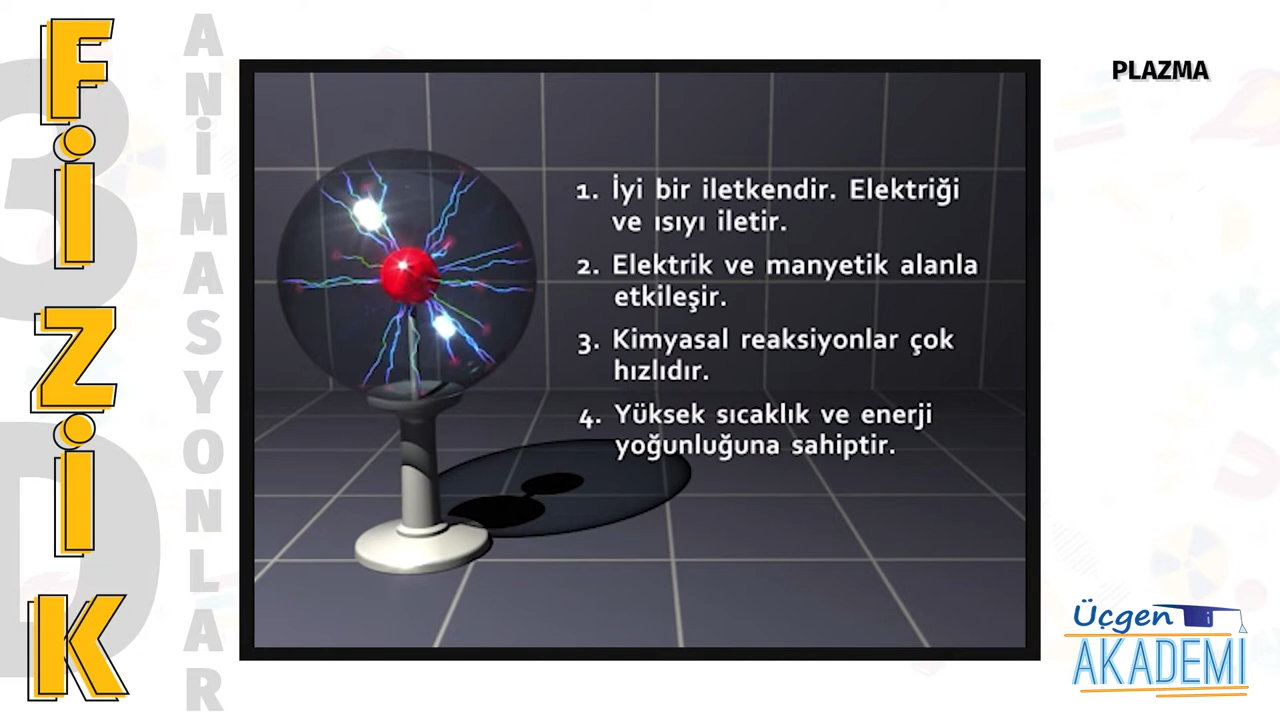 FİZİK
3D
ANİMASYONLAR
PLAZMA
1. İyi bir iletkendir. Elektriği
ve ısıyı iletir.
2. Elektrik ve manyetik alanla
etkileşir.
3. Kimyasal reaksiyonlar çok
hızlıdır.
4. Yüksek sıcaklık ve enerji
yoğunluğuna sahiptir.
Üçgen
AKADEMİ